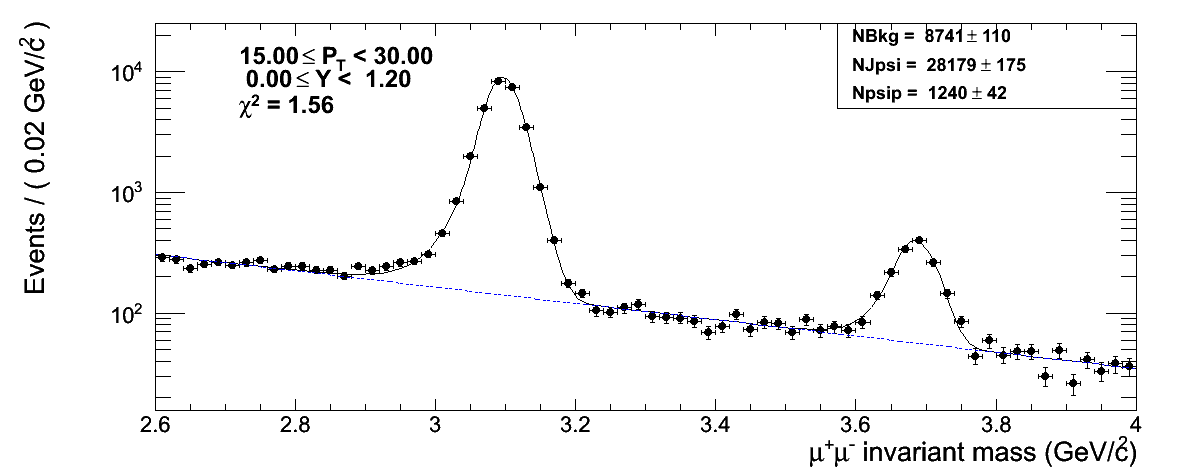 15.00 ≤ P_T < 30.00
0.00 ≤ Y < 1.20
χ² = 1.56
NBkg = 8741 ± 110
NJpsi = 28179 ± 175
Npsip = 1240 ± 42
Events / ( 0.02 GeV/c²)
10⁴
10³
10²
2.6 2.8 3 3.2 3.4 3.6 3.8 4
μ⁺μ⁻ invariant mass (GeV/c²)